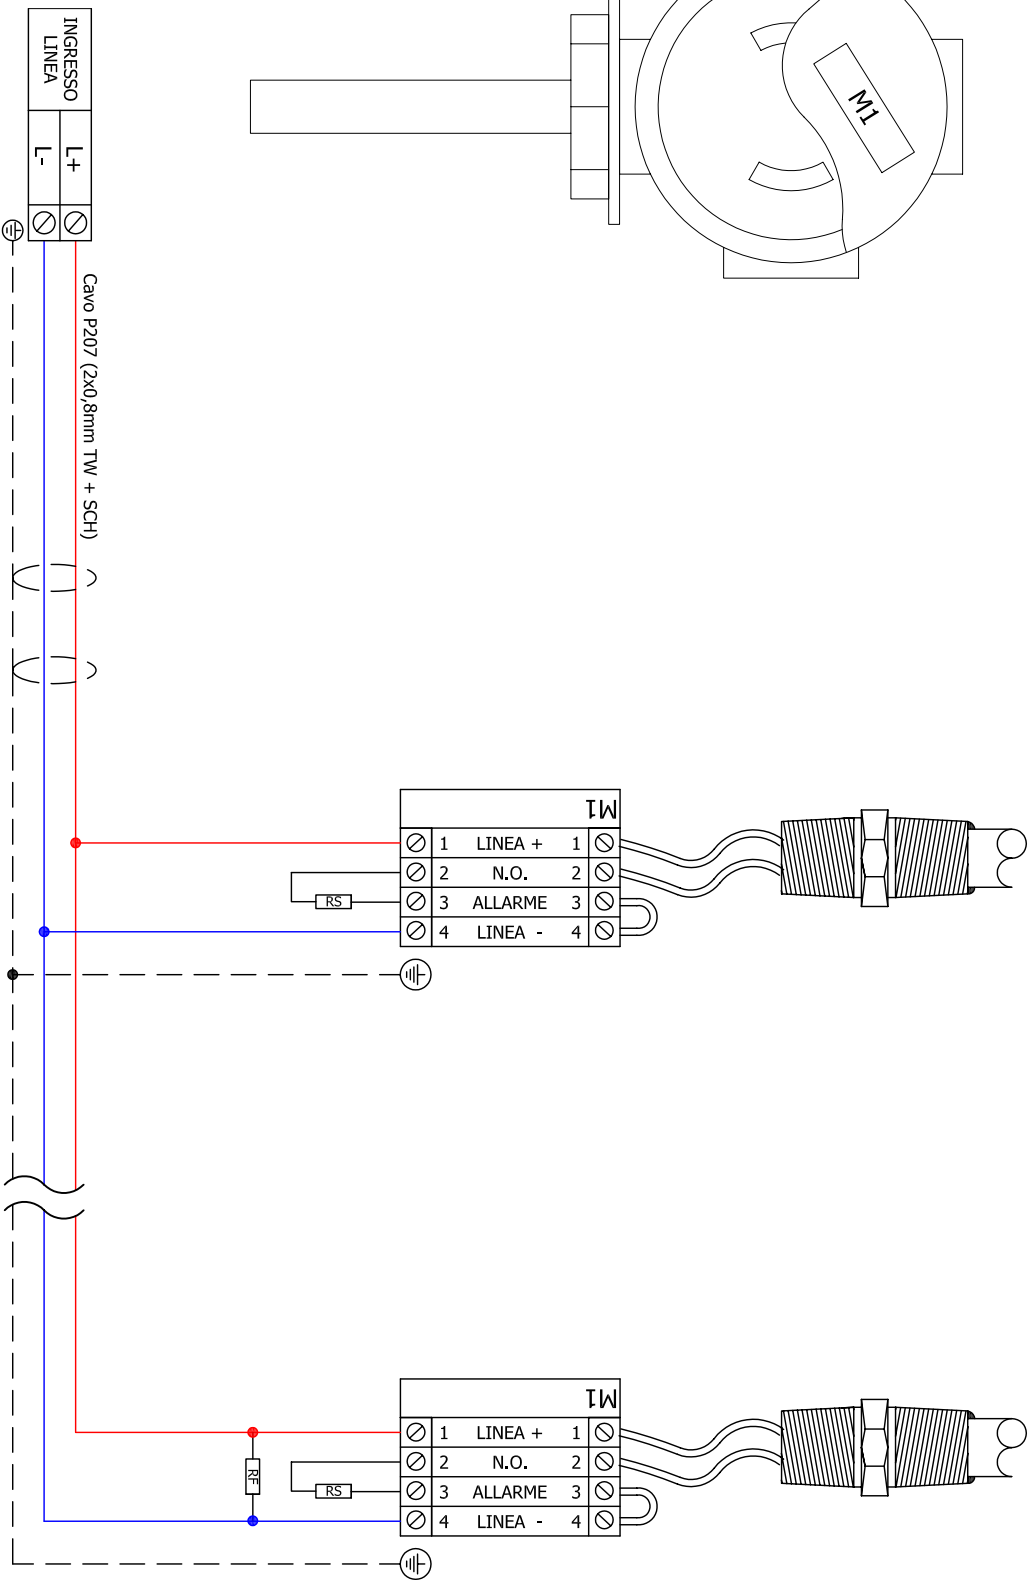 INGRESSO
LINEA
L+
L-
M1
Cavo P207 (2x0,8mm TW + SCH)
M1
1 LINEA + 1
2 N.O. 2
3 ALLARME 3
4 LINEA - 4
RS
M1
1 LINEA + 1
2 N.O. 2
3 ALLARME 3
4 LINEA - 4
RS
RF